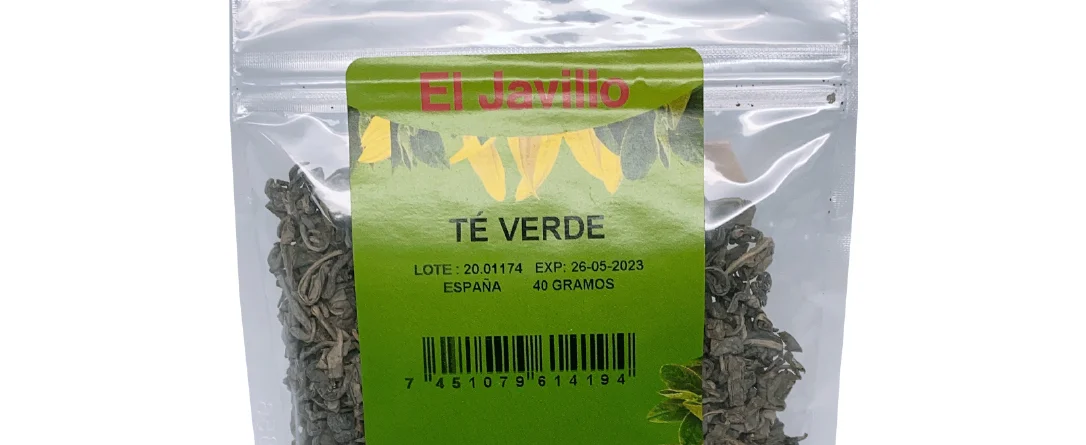 El Javillo
TÉ VERDE
LOTE : 20.01174 EXP: 26-05-2023
ESPAÑA 40 GRAMOS
7 451079 614194